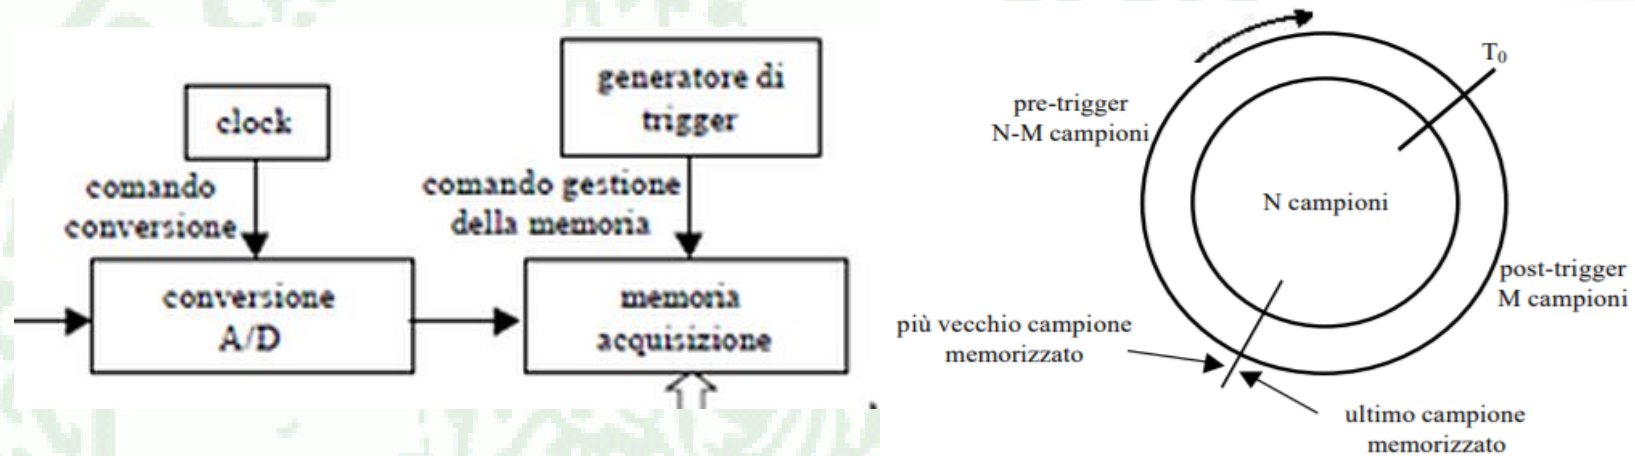 clock
generatore di
trigger
comando
conversione
comando gestione
della memoria
conversione
A/D
memoria
acquisizione
T0
pre-trigger
N-M campioni
N campioni
post-trigger
M campioni
più vecchio campione
memorizzato
ultimo campione
memorizzato